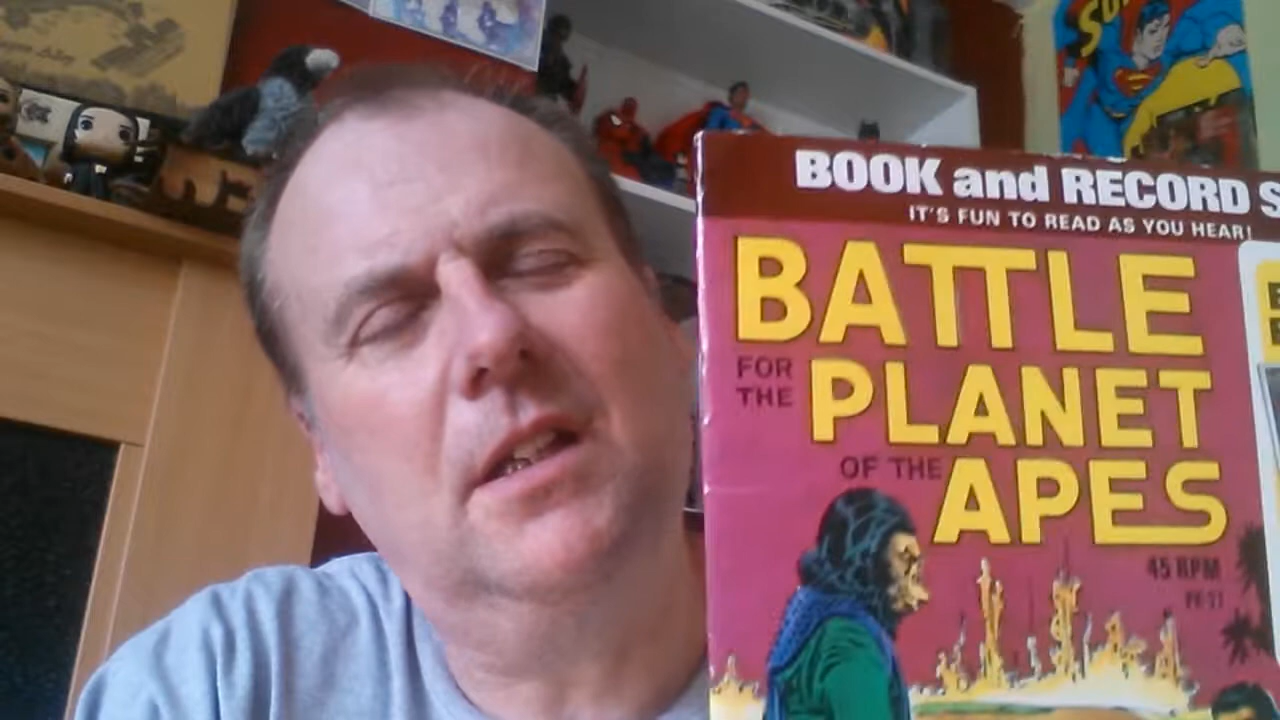 BOOK and RECORD S
IT'S FUN TO READ AS YOU HEAR!
BATTLE
FOR THE PLANET
OF THE APES
45 RPM
SU